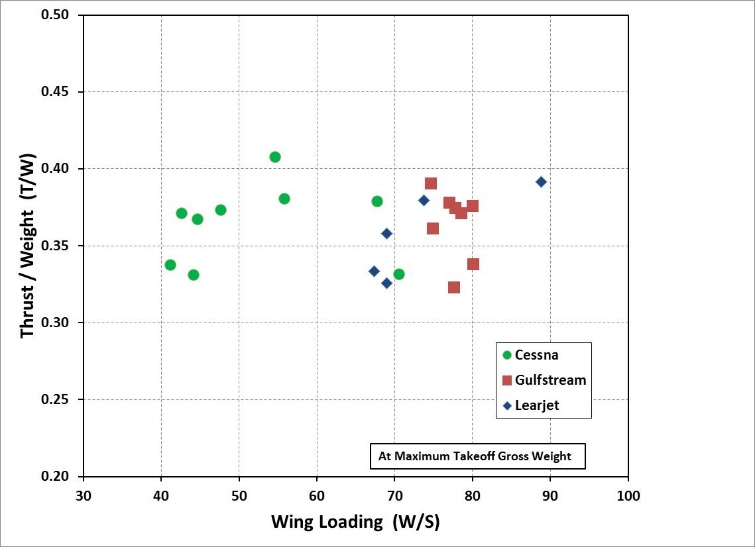 0.50
0.45
0.40
0.35
0.30
0.25
0.20
Thrust / Weight  (T/W)
Cessna
Gulfstream
Learjet
At Maximum Takeoff Gross Weight
30 40 50 60 70 80 90 100
Wing Loading  (W/S)